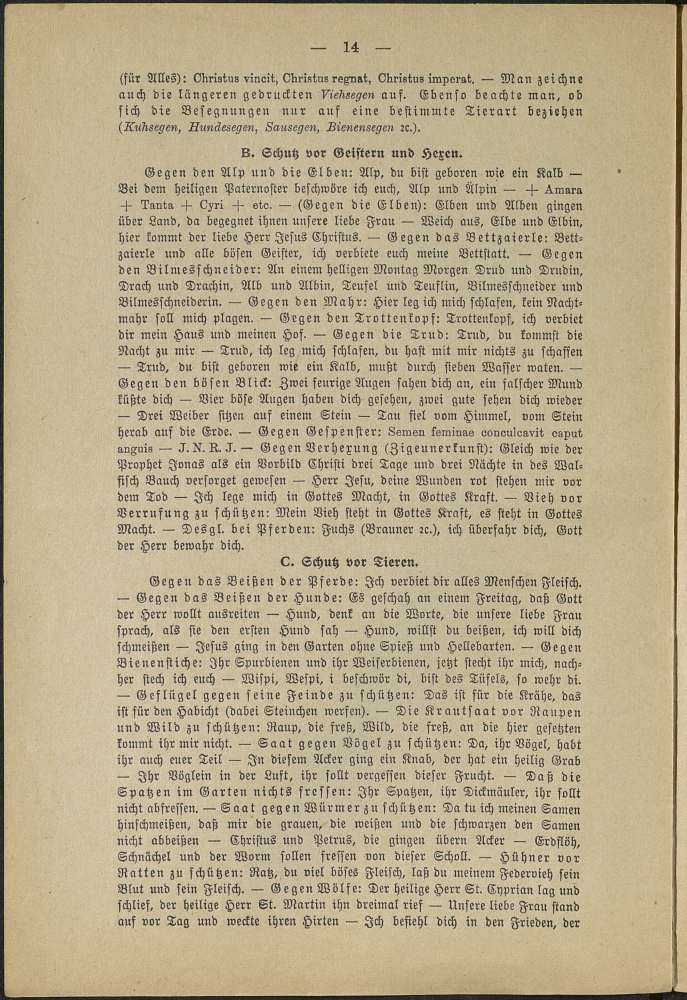 — 14 —
(für Alles): Christus vincit, Christus regnat, Christus imperat. — Man zeichne
auch die längeren gedruckten Viehsegen auf. Ebenso beachte man, ob
sich die Besegnungen nur auf eine bestimmte Tierart beziehen
(Kuhsegen, Hundesegen, Sausegen, Bienensegen ꝛc.).
B. Schutz vor Geistern und Hexen.
Gegen den Alp und die Elben: Alp, du bist geboren wie ein Kalb —
Bei dem heiligen Paternoster beschwöre ich euch, Alp und Älpin — + Amara
+ Tanta + Cyri + etc. — (Gegen die Elben): Elben und Alben gingen
über Land, da begegnet ihnen unsere liebe Frau — Weich aus, Elbe und Elbin,
hier kommt der liebe Herr Jesus Christus. — Gegen das Bettzaierle: Bett-
zaierle und alle bösen Geister, ich verbiete euch meine Bettstatt. — Gegen
den Bilmesschneider: An einem helligen Montag Morgen Drud und Drudin,
Drach und Drachin, Alb und Albin, Teufel und Teuflin, Bilmesschneider und
Bilmesschneiderin. — Gegen den Mahr: Hier leg ich mich schlafen, kein Nacht-
mahr soll mich plagen. — Gegen den Trottenkopf: Trottenkopf, ich verbiet
dir mein Haus und meinen Hof. — Gegen die Trud: Trud, du kommst die
Nacht zu mir — Trud, ich leg mich schlafen, du hast mit mir nichts zu schaffen
— Trud, du bist geboren wie ein Kalb, mußt durch sieben Wasser waten. —
Gegen den bösen Blick: Zwei feurige Augen sahen dich an, ein falscher Mund
küßte dich — Vier böse Augen haben dich gesehen, zwei gute sehen dich wieder
— Drei Weiber sitzen auf einem Stein — Tau fiel vom Himmel, vom Stein
herab auf die Erde. — Gegen Gespenster: Semen feminae conculcavit caput
anguis — J. N. R. J. — Gegen Verhexung (Zigeunerkunst): Gleich wie der
Prophet Jonas als ein Vorbild Christi drei Tage und drei Nächte in des Wal-
fisch Bauch versorget gewesen — Herr Jesu, deine Wunden rot stehen mir vor
dem Tod — Ich lege mich in Gottes Macht, in Gottes Kraft. — Vieh vor
Verrufung zu schützen: Mein Vieh steht in Gottes Kraft, es steht in Gottes
Macht. — Desgl. bei Pferden: Fuchs (Brauner ꝛc.), ich überfahr dich, Gott
der Herr bewahr dich.
C. Schutz vor Tieren.
Gegen das Beißen der Pferde: Ich verbiet dir alles Menschen Fleisch.
— Gegen das Beißen der Hunde: Es geschah an einem Freitag, daß Gott
der Herr wollt ausreiten — Hund, denk an die Worte, die unsere liebe Frau
sprach, als sie den ersten Hund sah — Hund, willst du beißen, ich will dich
schmeißen — Jesus ging in den Garten ohne Spieß und Hellebarten. — Gegen
Bienenstiche: Ihr Spurbienen und ihr Weiserbienen, jetzt stecht ihr mich, nach-
her stech ich euch — Wispi, Wespi, i beschwör di, bist des Tüfels, so wehr di.
— Geflügel gegen seine Feinde zu schützen: Das ist für die Krähe, das
ist für den Habicht (dabei Steinchen werfen). — Die Krautsaat vor Raupen
und Wild zu schützen: Raup, die freß, Wild, die freß, an die hier gesetzten
kommt ihr mir nicht. — Saat gegen Vögel zu schützen: Da, ihr Vögel, habt
ihr auch euer Teil — In diesem Acker ging ein Knab, der hat ein heilig Grab
— Ihr Vöglein in der Luft, ihr sollt vergessen dieser Frucht. — Daß die
Spatzen im Garten nichts fressen: Ihr Spatzen, ihr Dickmäuler, ihr sollt
nicht abfressen. — Saat gegen Würmer zu schützen: Da tu ich meinen Samen
hinschmeißen, daß mir die grauen, die weißen und die schwarzen den Samen
nicht abbeißen — Christus und Petrus, die gingen übern Acker — Erdflöh,
Schnächel und der Worm sollen fressen von dieser Scholl. — Hühner vor
Ratten zu schützen: Ratz, du viel böses Fleisch, laß du meinem Federvieh sein
Blut und sein Fleisch. — Gegen Wölfe: Der heilige Herr St. Cyprian lag und
schlief, der heilige Herr St. Martin ihn dreimal rief — Unsere liebe Frau stand
auf vor Tag und weckte ihren Hirten — Ich befiehl dich in den Frieden, der